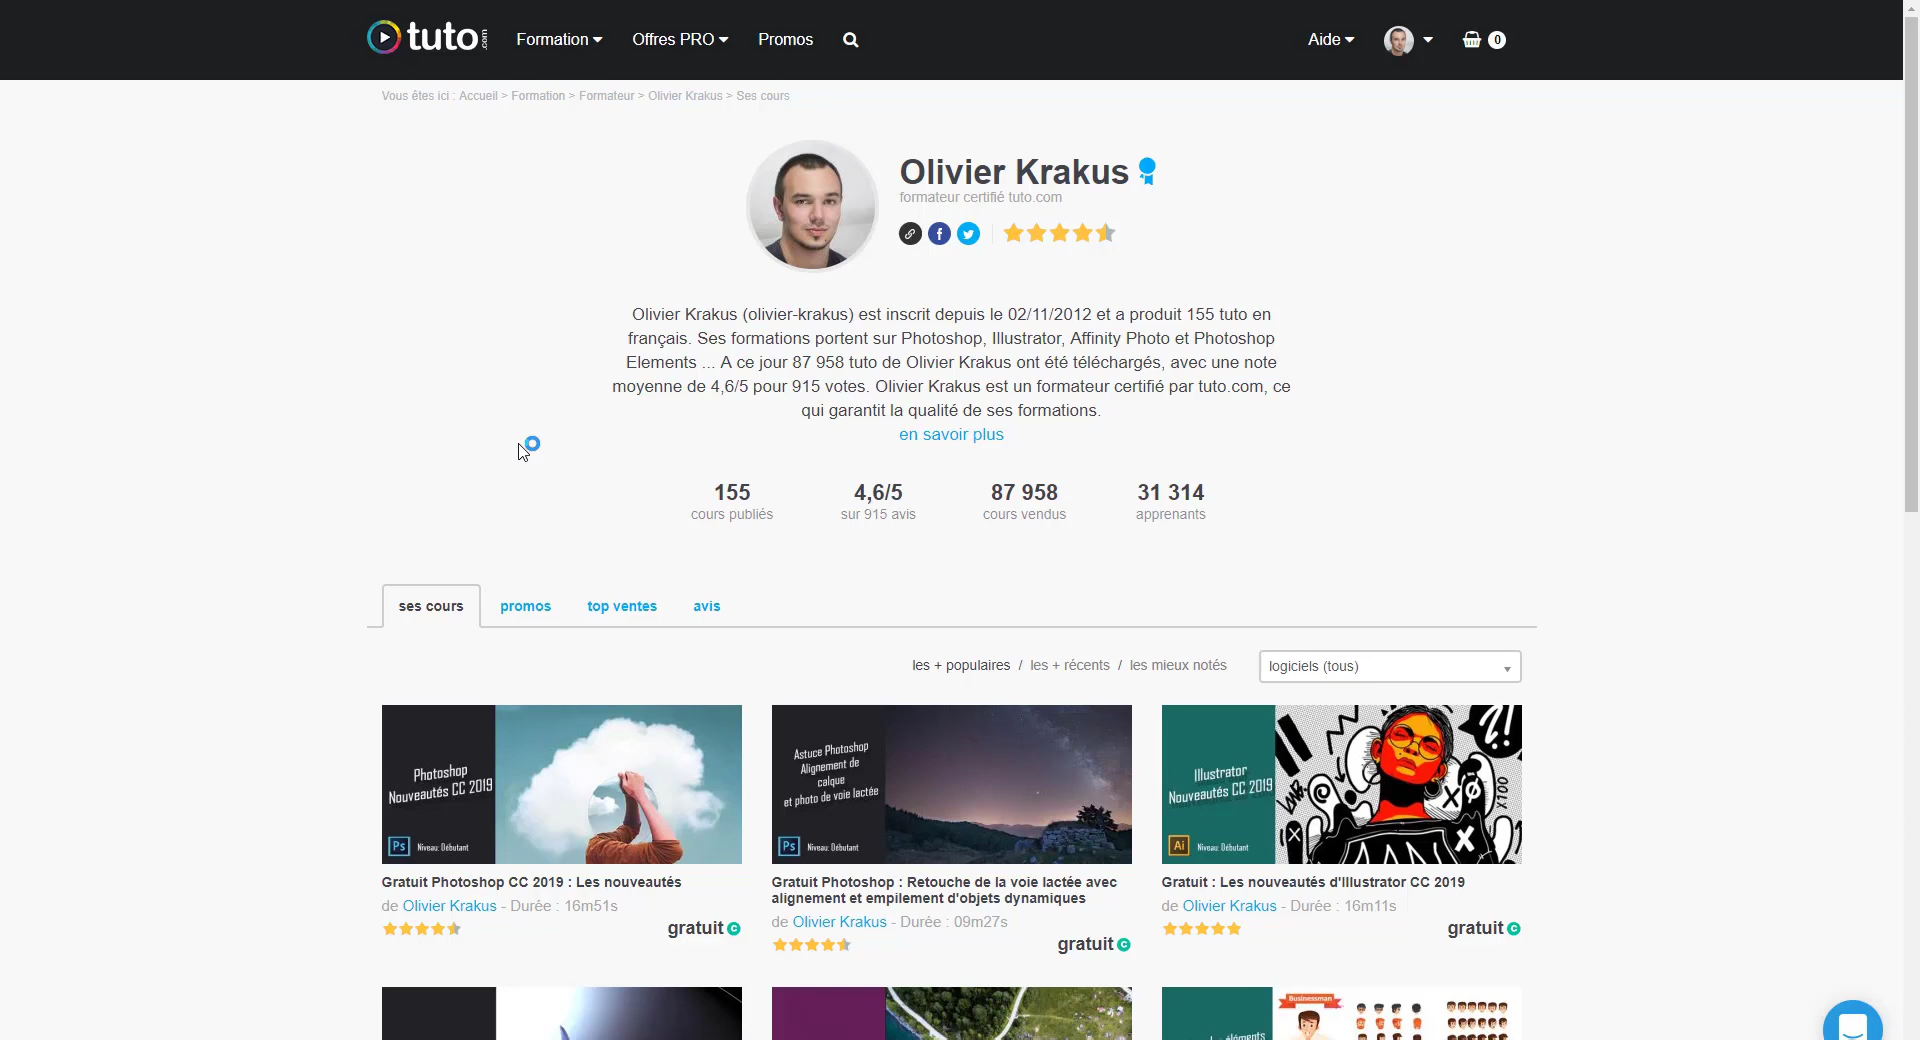 tuto.com
Formation
Offres PRO
Promos
Aide
0
Vous êtes ici : Accueil > Formation > Formateur > Olivier Krakus > Ses cours
Olivier Krakus
formateur certifié tuto.com
Olivier Krakus (olivier-krakus) est inscrit depuis le 02/11/2012 et a produit 155 tuto en
français. Ses formations portent sur Photoshop, Illustrator, Affinity Photo et Photoshop
Elements ... A ce jour 87 958 tuto de Olivier Krakus ont été téléchargés, avec une note
moyenne de 4,6/5 pour 915 votes. Olivier Krakus est un formateur certifié par tuto.com, ce
qui garantit la qualité de ses formations.
en savoir plus
155
cours publiés
4,6/5
sur 915 avis
87 958
cours vendus
31 314
apprenants
ses cours
promos
top ventes
avis
les + populaires / les + récents / les mieux notés
logiciels (tous)
Photoshop
Nouveautés CC 2019
Ps
Niveau: Débutant
Gratuit Photoshop CC 2019 : Les nouveautés
de Olivier Krakus - Durée : 16m51s
gratuit
Astuce Photoshop
Alignement de
calque
et photo de voie lactée
Ps
Niveau: Débutant
Gratuit Photoshop : Retouche de la voie lactée avec
alignement et empilement d'objets dynamiques
de Olivier Krakus - Durée : 09m27s
gratuit
Illustrator
Nouveautés CC 2019
Ai
Niveau: Débutant
X100
Gratuit : Les nouveautés d'Illustrator CC 2019
de Olivier Krakus - Durée : 16m11s
gratuit
Businessman